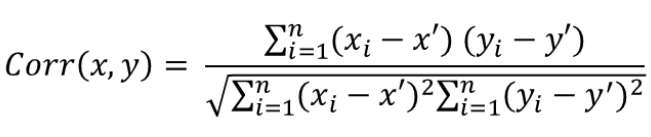 Corr(x, y) = \frac{\sum_{i=1}^{n}(x_i - x')(y_i - y')}{\sqrt{\sum_{i=1}^{n}(x_i - x')^2 \sum_{i=1}^{n}(y_i - y')^2}}